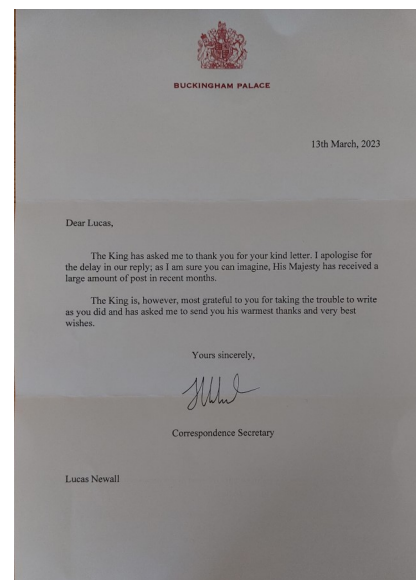 BUCKINGHAM PALACE
13th March, 2023
Dear Lucas,
The King has asked me to thank you for your kind letter. I apologise for
the delay in our reply; as I am sure you can imagine, His Majesty has received a
large amount of post in recent months.
The King is, however, most grateful to you for taking the trouble to write
as you did and has asked me to send you his warmest thanks and very best
wishes.
Yours sincerely,
Correspondence Secretary
Lucas Newall